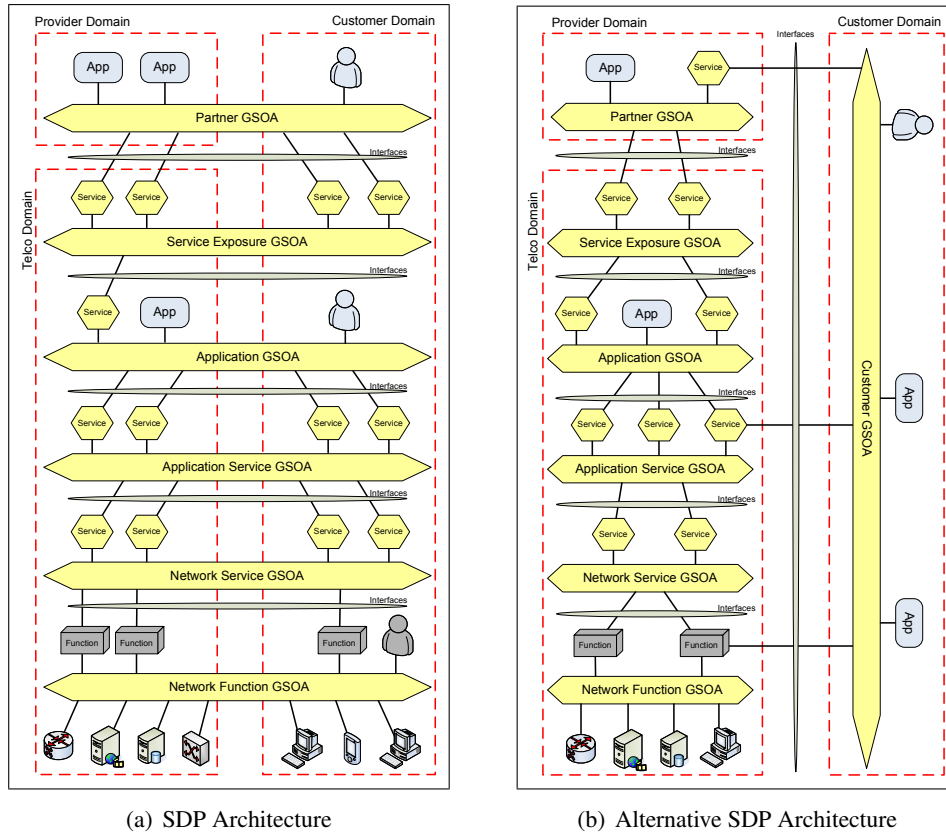 Provider Domain
Customer Domain
App
App
Partner GSOA
Interfaces
Telco Domain
Service
Service
Service
Service
Service Exposure GSOA
Interfaces
Service
App
Application GSOA
Interfaces
Service
Service
Service
Service
Application Service GSOA
Interfaces
Service
Service
Service
Service
Network Service GSOA
Interfaces
Function
Function
Function
Network Function GSOA
(a) SDP Architecture
Provider Domain
Interfaces
Customer Domain
App
Service
Partner GSOA
Interfaces
Telco Domain
Service
Service
Service Exposure GSOA
Interfaces
Service
App
Service
Application GSOA
Interfaces
Service
Service
Service
Application Service GSOA
Interfaces
Service
Service
Network Service GSOA
Interfaces
Function
Function
Network Function GSOA
Customer GSOA
App
App
(b) Alternative SDP Architecture